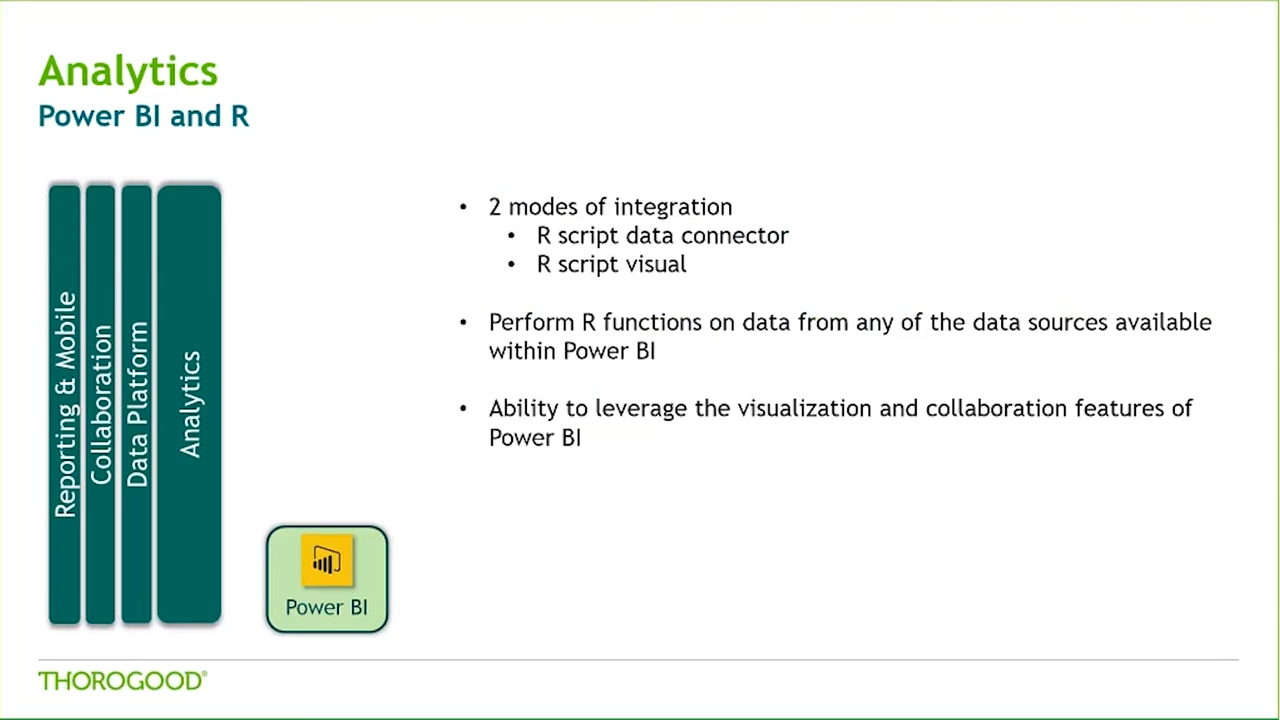 Analytics
Power BI and R
Reporting & Mobile
Collaboration
Data Platform
Analytics
• 2 modes of integration
• R script data connector
• R script visual
• Perform R functions on data from any of the data sources available
within Power BI
• Ability to leverage the visualization and collaboration features of
Power BI
Power BI
THOROGOOD®